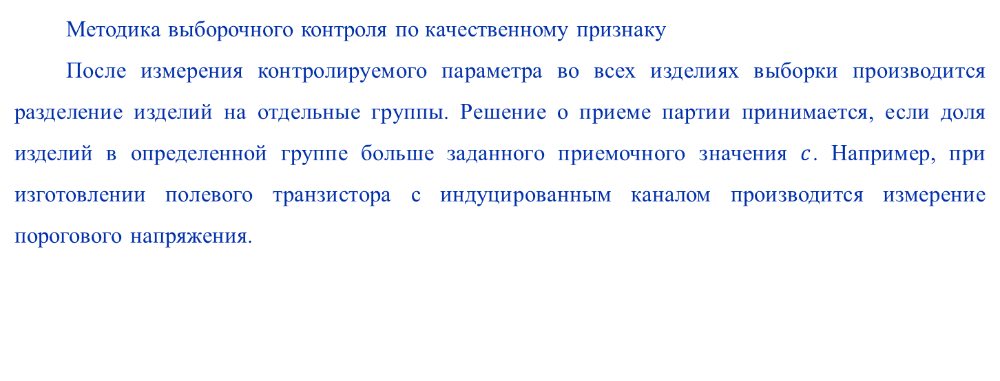 Методика выборочного контроля по качественному признаку
После измерения контролируемого параметра во всех изделиях выборки производится
разделение изделий на отдельные группы. Решение о приеме партии принимается, если доля
изделий в определенной группе больше заданного приемочного значения c. Например, при
изготовлении полевого транзистора с индуцированным каналом производится измерение
порогового напряжения.